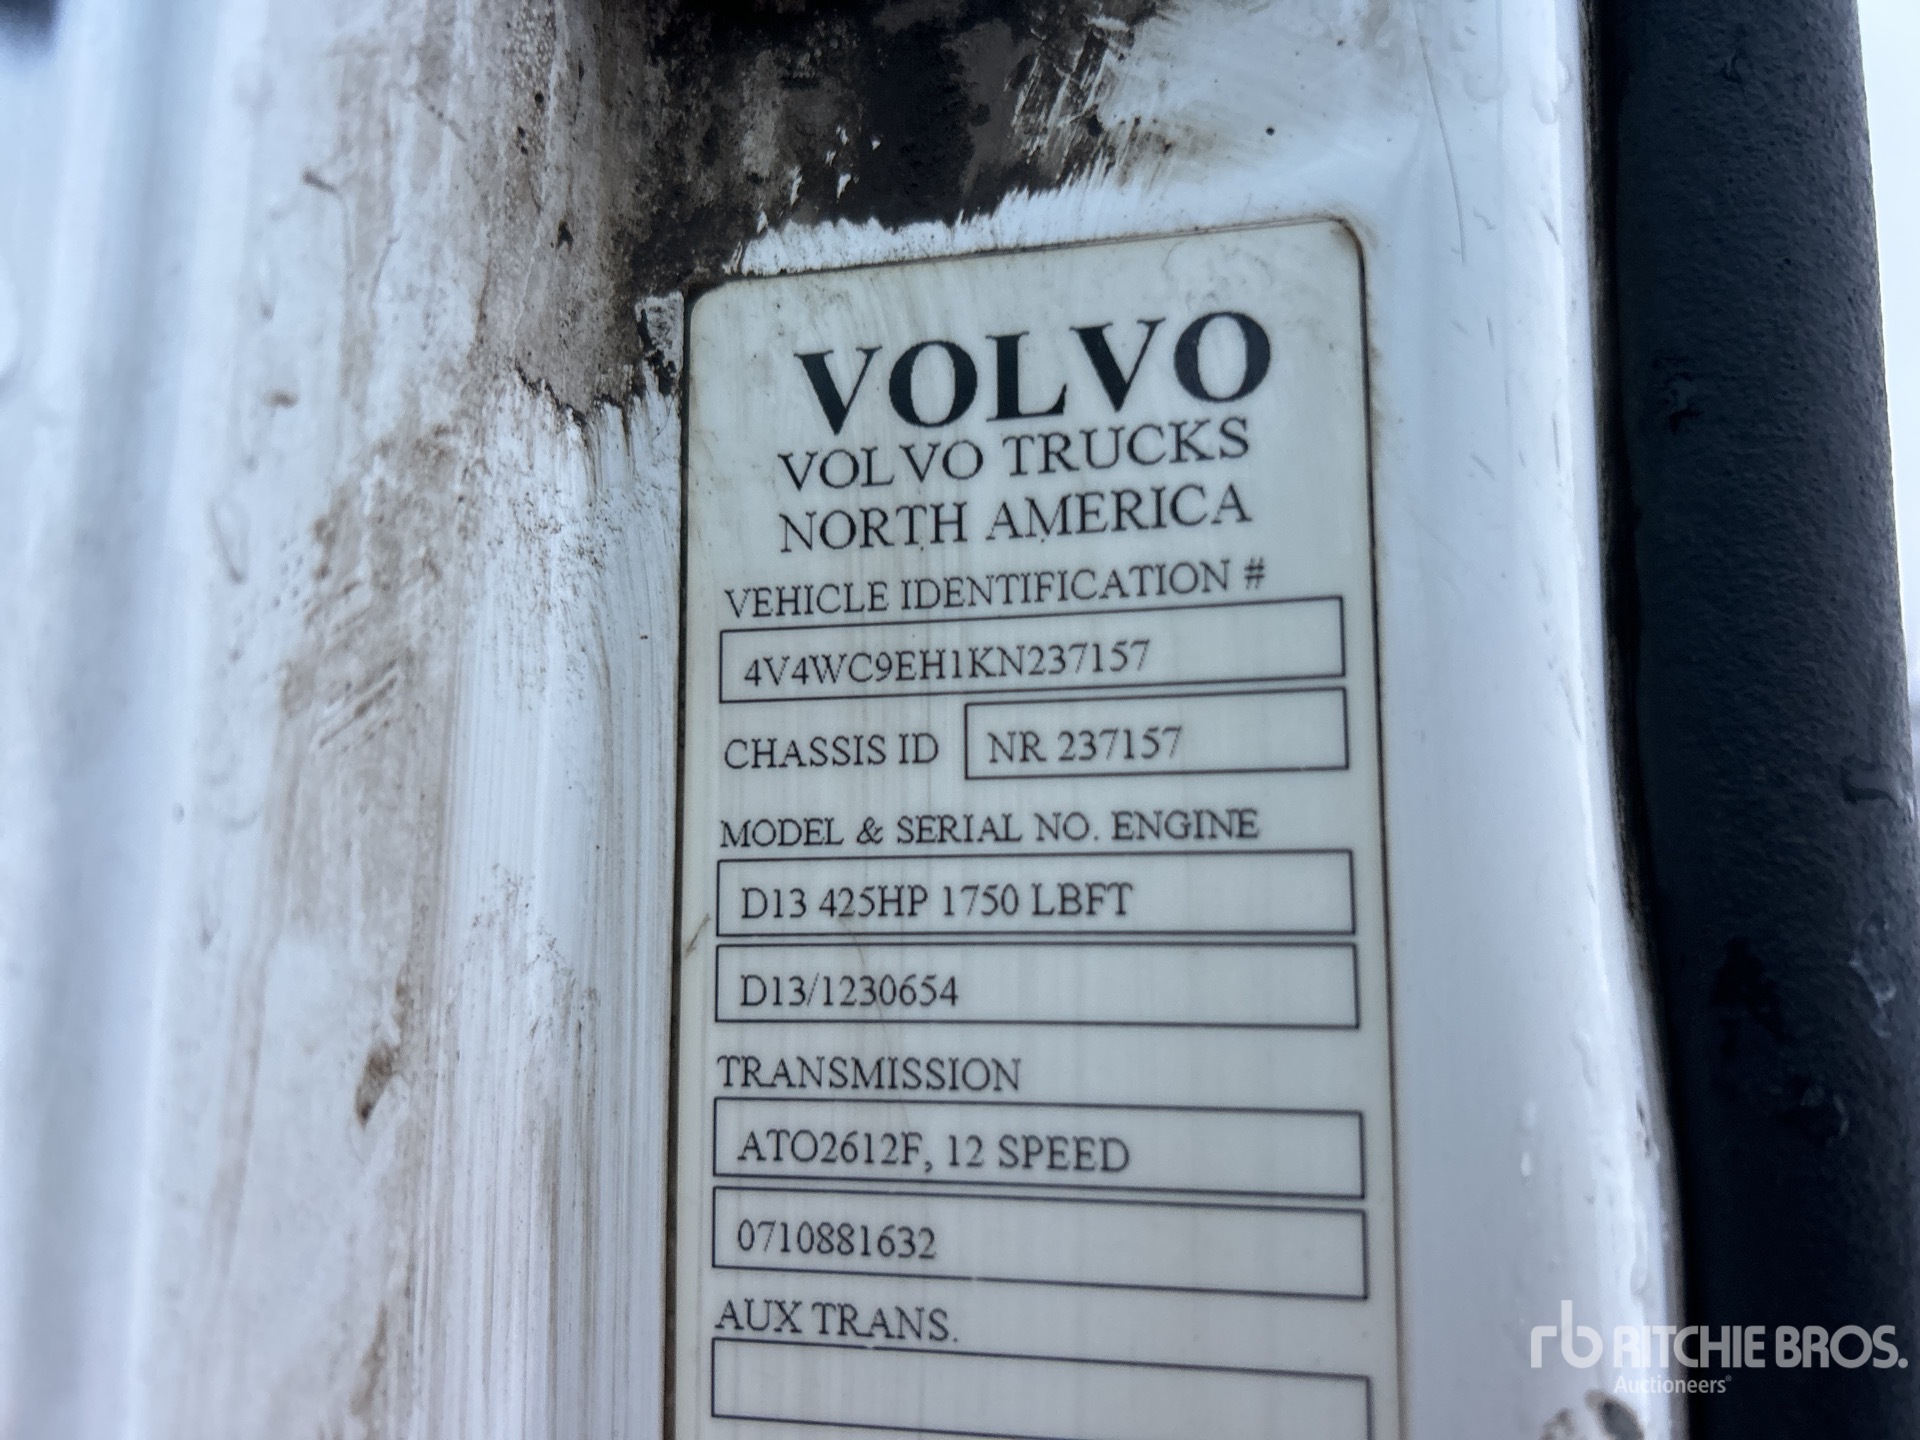 VOLVO
VOLVO TRUCKS
NORTH AMERICA
VEHICLE IDENTIFICATION #
4V4WC9EH1KN237157
CHASSIS ID NR 237157
MODEL & SERIAL NO. ENGINE
D13 425HP 1750 LBFT
D13/1230654
TRANSMISSION
ATO2612F, 12 SPEED
0710881632
AUX TRANS.
rb RITCHIE BROS.
Auctioneers®